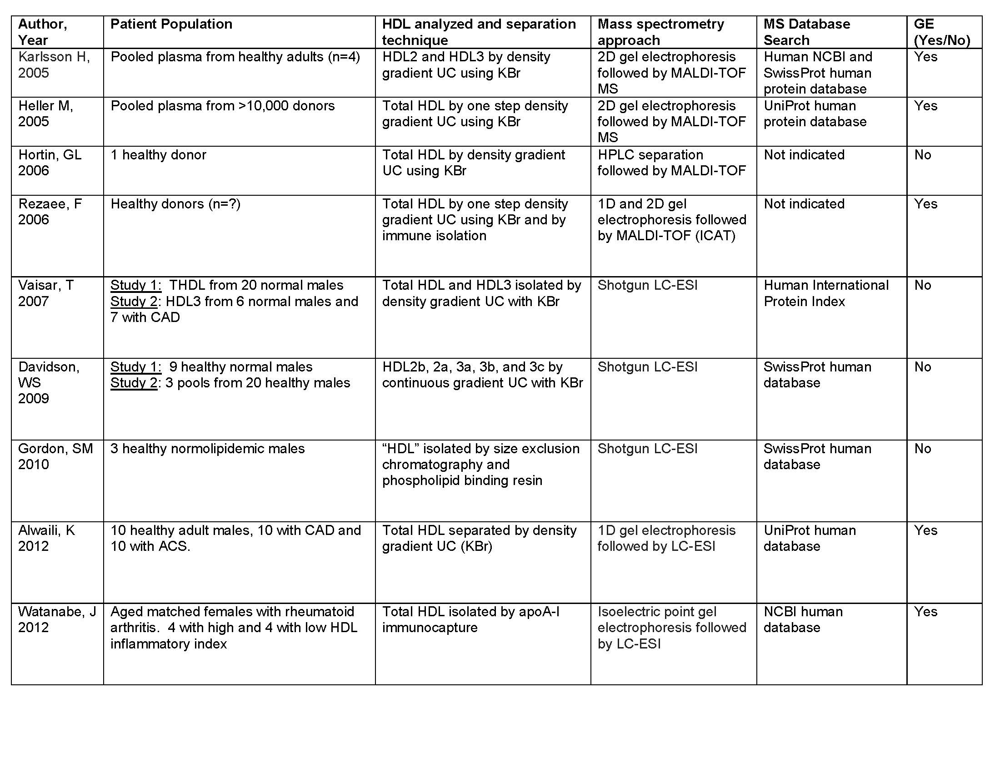 Author,
Year
Patient Population
HDL analyzed and separation
technique
Mass spectrometry
approach
MS Database
Search
GE
(Yes/No)
Karlsson H,
2005
Pooled plasma from healthy adults (n=4)
HDL2 and HDL3 by density
gradient UC using KBr
2D gel electrophoresis
followed by MALDI-TOF
MS
Human NCBI and
SwissProt human
protein database
Yes
Heller M,
2005
Pooled plasma from >10,000 donors
Total HDL by one step density
gradient UC using KBr
2D gel electrophoresis
followed by MALDI-TOF
MS
UniProt human
protein database
Yes
Hortin, GL
2006
1 healthy donor
Total HDL by density gradient
UC using KBr
HPLC separation
followed by MALDI-TOF
Not indicated
No
Rezaee, F
2006
Healthy donors (n=?)
Total HDL by one step density
gradient UC using KBr and by
immune isolation
1D and 2D gel
electrophoresis followed
by MALDI-TOF (ICAT)
Not indicated
Yes
Vaisar, T
2007
Study 1:  THDL from 20 normal males
Study 2: HDL3 from 6 normal males and
7 with CAD
Total HDL and HDL3 isolated by
density gradient UC with KBr
Shotgun LC-ESI
Human International
Protein Index
No
Davidson,
WS
2009
Study 1:  9 healthy normal males
Study 2: 3 pools from 20 healthy males
HDL2b, 2a, 3a, 3b, and 3c by
continuous gradient UC with KBr
Shotgun LC-ESI
SwissProt human
database
No
Gordon, SM
2010
3 healthy normolipidemic males
“HDL” isolated by size exclusion
chromatography and
phospholipid binding resin
Shotgun LC-ESI
SwissProt human
database
No
Alwaili, K
2012
10 healthy adult males, 10 with CAD and
10 with ACS.
Total HDL separated by density
gradient UC (KBr)
1D gel electrophoresis
followed by LC-ESI
UniProt human
database
Yes
Watanabe, J
2012
Aged matched females with rheumatoid
arthritis.  4 with high and 4 with low HDL
inflammatory index
Total HDL isolated by apoA-I
immunocapture
Isoelectric point gel
electrophoresis followed
by LC-ESI
NCBI human
database
Yes